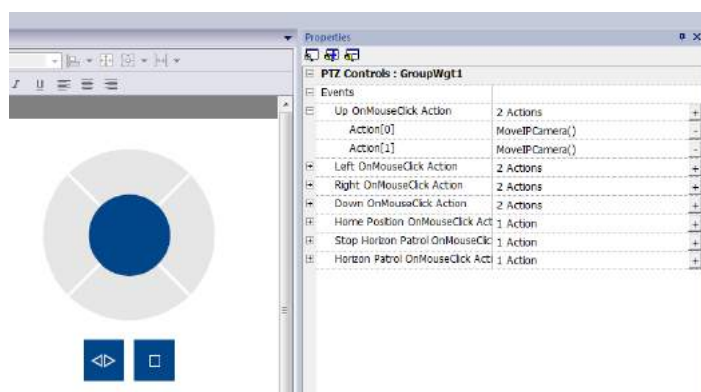 Properties
I U
PTZ Controls : GroupWgt1
Events
Up OnMouseClick Action 2 Actions +
Action[0] MoveIPCamera() -
Action[1] MoveIPCamera() -
Left OnMouseClick Action 2 Actions +
Right OnMouseClick Action 2 Actions +
Down OnMouseClick Action 2 Actions +
Home Position OnMouseClick Act 1 Action +
Stop Horizon Patrol OnMouseClic 1 Action +
Horizon Patrol OnMouseClick Acti 1 Action +